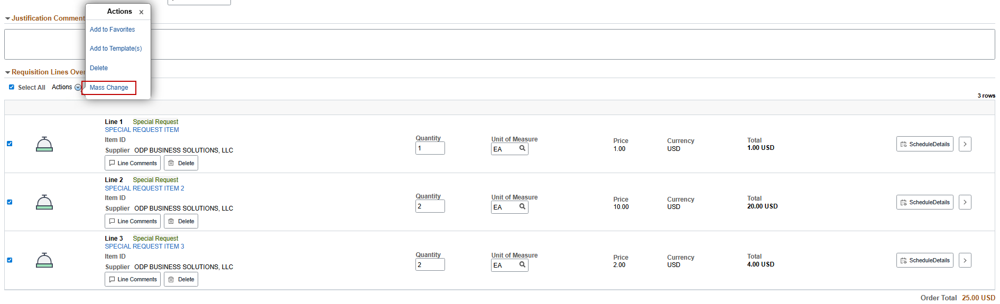 Actions ×
Justification Comment
Add to Favorites
Add to Template(s)
Delete
Requisition Lines Over
Select All Actions
Mass Change
3 rows
Line 1 Special Request
SPECIAL REQUEST ITEM
Item ID
Supplier ODP BUSINESS SOLUTIONS, LLC
Line Comments Delete
Quantity
1
Unit of Measure
EA
Price
1.00
Currency
USD
Total
1.00 USD
ScheduleDetails
Line 2 Special Request
SPECIAL REQUEST ITEM 2
Item ID
Supplier ODP BUSINESS SOLUTIONS, LLC
Line Comments Delete
Quantity
2
Unit of Measure
EA
Price
10.00
Currency
USD
Total
20.00 USD
ScheduleDetails
Line 3 Special Request
SPECIAL REQUEST ITEM 3
Item ID
Supplier ODP BUSINESS SOLUTIONS, LLC
Line Comments Delete
Quantity
2
Unit of Measure
EA
Price
2.00
Currency
USD
Total
4.00 USD
ScheduleDetails
Order Total 25.00 USD